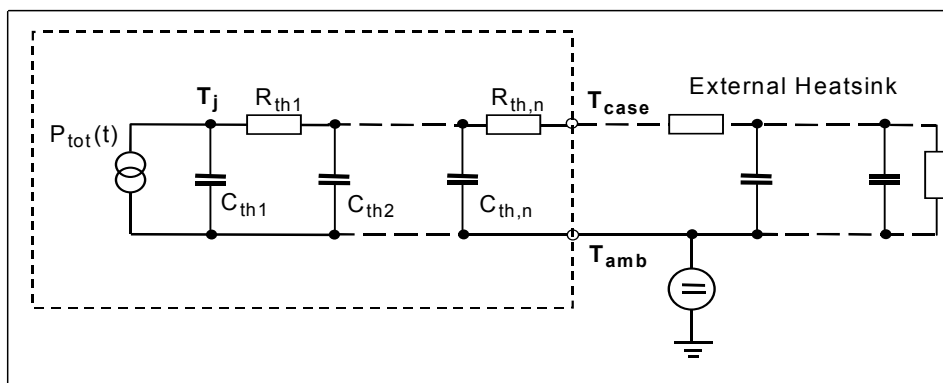 External Heatsink
T_j R_th1 R_th,n T_case
P_tot(t)
C_th1 C_th2 C_th,n
T_amb